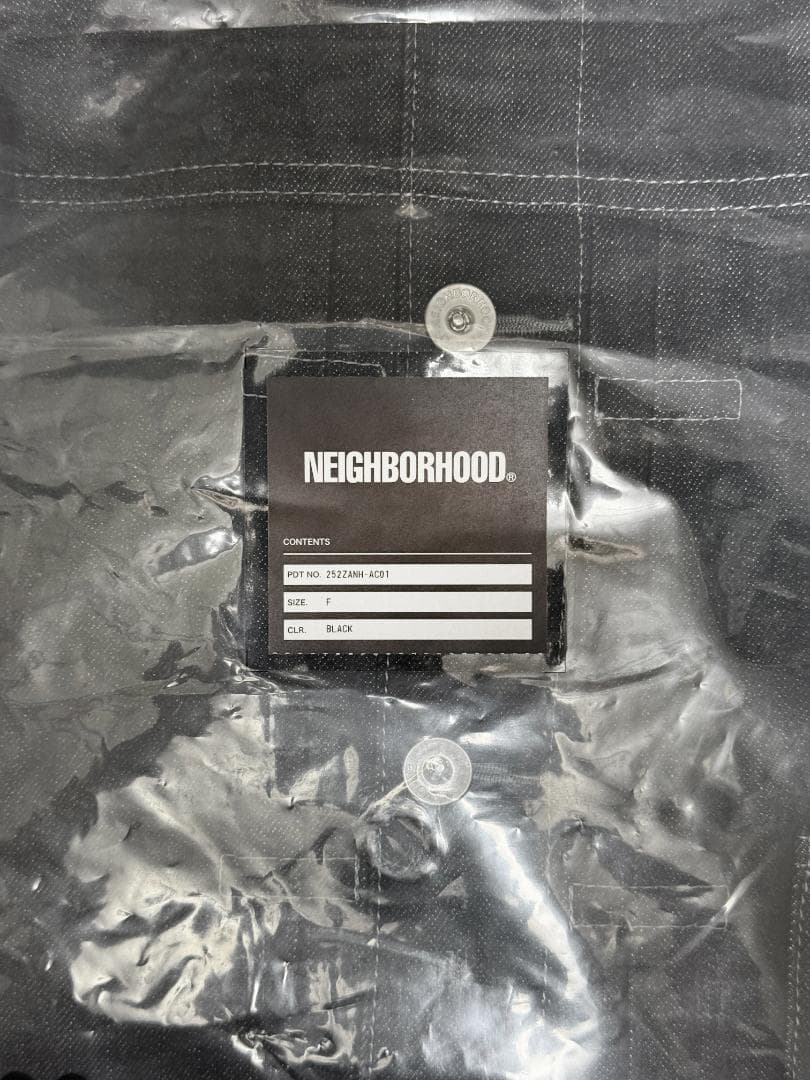 NEIGHBORHOOD®
CONTENTS
PDT NO. 252ZANH-AC01
SIZE. F
CLR. BLACK